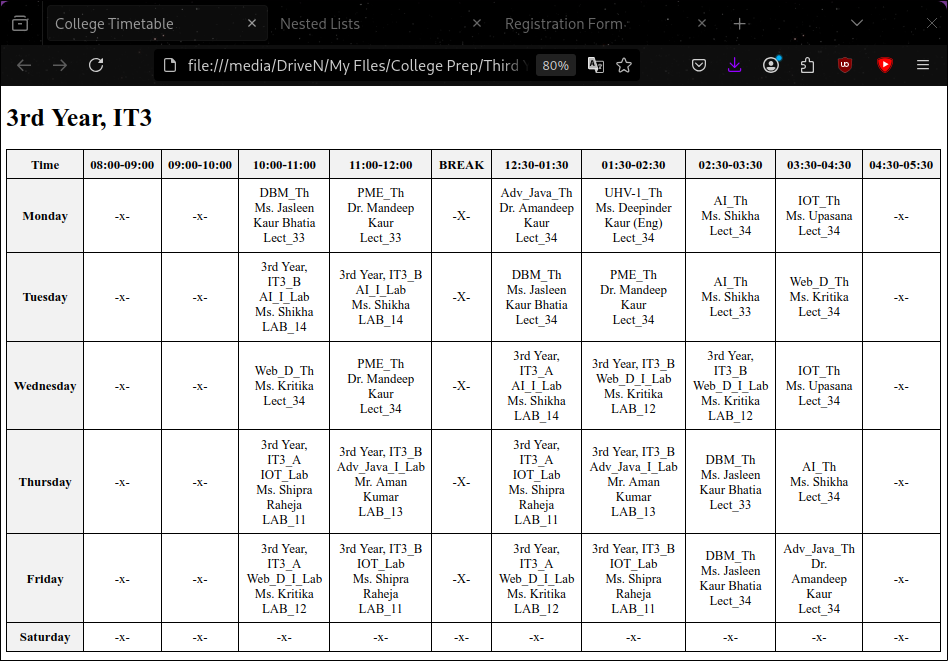 College Timetable
Nested Lists
Registration Form
file:///media/DriveN/My FIles/College Prep/Third Y
80%
3rd Year, IT3
Time 08:00-09:00 09:00-10:00 10:00-11:00 11:00-12:00 BREAK 12:30-01:30 01:30-02:30 02:30-03:30 03:30-04:30 04:30-05:30
Monday
-x-
-x-
DBM_Th
Ms. Jasleen
Kaur Bhatia
Lect_33
PME_Th
Dr. Mandeep
Kaur
Lect_33
-X-
Adv_Java_Th
Dr. Amandeep
Kaur
Lect_34
UHV-1_Th
Ms. Deepinder
Kaur (Eng)
Lect_34
AI_Th
Ms. Shikha
Lect_34
IOT_Th
Ms. Upasana
Lect_34
-x-
Tuesday
-x-
-x-
3rd Year,
IT3_B
AI_I_Lab
Ms. Shikha
LAB_14
3rd Year, IT3_B
AI_I_Lab
Ms. Shikha
LAB_14
-X-
DBM_Th
Ms. Jasleen
Kaur Bhatia
Lect_34
PME_Th
Dr. Mandeep
Kaur
Lect_34
AI_Th
Ms. Shikha
Lect_33
Web_D_Th
Ms. Kritika
Lect_34
-x-
Wednesday
-x-
-x-
Web_D_Th
Ms. Kritika
Lect_34
PME_Th
Dr. Mandeep
Kaur
Lect_34
-X-
3rd Year,
IT3_A
AI_I_Lab
Ms. Shikha
LAB_14
3rd Year, IT3_B
Web_D_I_Lab
Ms. Kritika
LAB_12
3rd Year,
IT3_B
Web_D_I_Lab
Ms. Kritika
LAB_12
IOT_Th
Ms. Upasana
Lect_34
-x-
Thursday
-x-
-x-
3rd Year,
IT3_A
IOT_Lab
Ms. Shipra
Raheja
LAB_11
3rd Year, IT3_B
Adv_Java_I_Lab
Mr. Aman
Kumar
LAB_13
-X-
3rd Year,
IT3_A
IOT_Lab
Ms. Shipra
Raheja
LAB_11
3rd Year, IT3_B
Adv_Java_I_Lab
Mr. Aman
Kumar
LAB_13
DBM_Th
Ms. Jasleen
Kaur Bhatia
Lect_33
AI_Th
Ms. Shikha
Lect_34
-x-
Friday
-x-
-x-
3rd Year,
IT3_A
Web_D_I_Lab
Ms. Kritika
LAB_12
3rd Year, IT3_B
IOT_Lab
Ms. Shipra
Raheja
LAB_11
-X-
3rd Year,
IT3_A
Web_D_I_Lab
Ms. Kritika
LAB_12
3rd Year, IT3_B
IOT_Lab
Ms. Shipra
Raheja
LAB_11
DBM_Th
Ms. Jasleen
Kaur Bhatia
Lect_34
Adv_Java_Th
Dr.
Amandeep
Kaur
Lect_34
-x-
Saturday -x- -x- -x- -x- -x- -x- -x- -x- -x- -x-